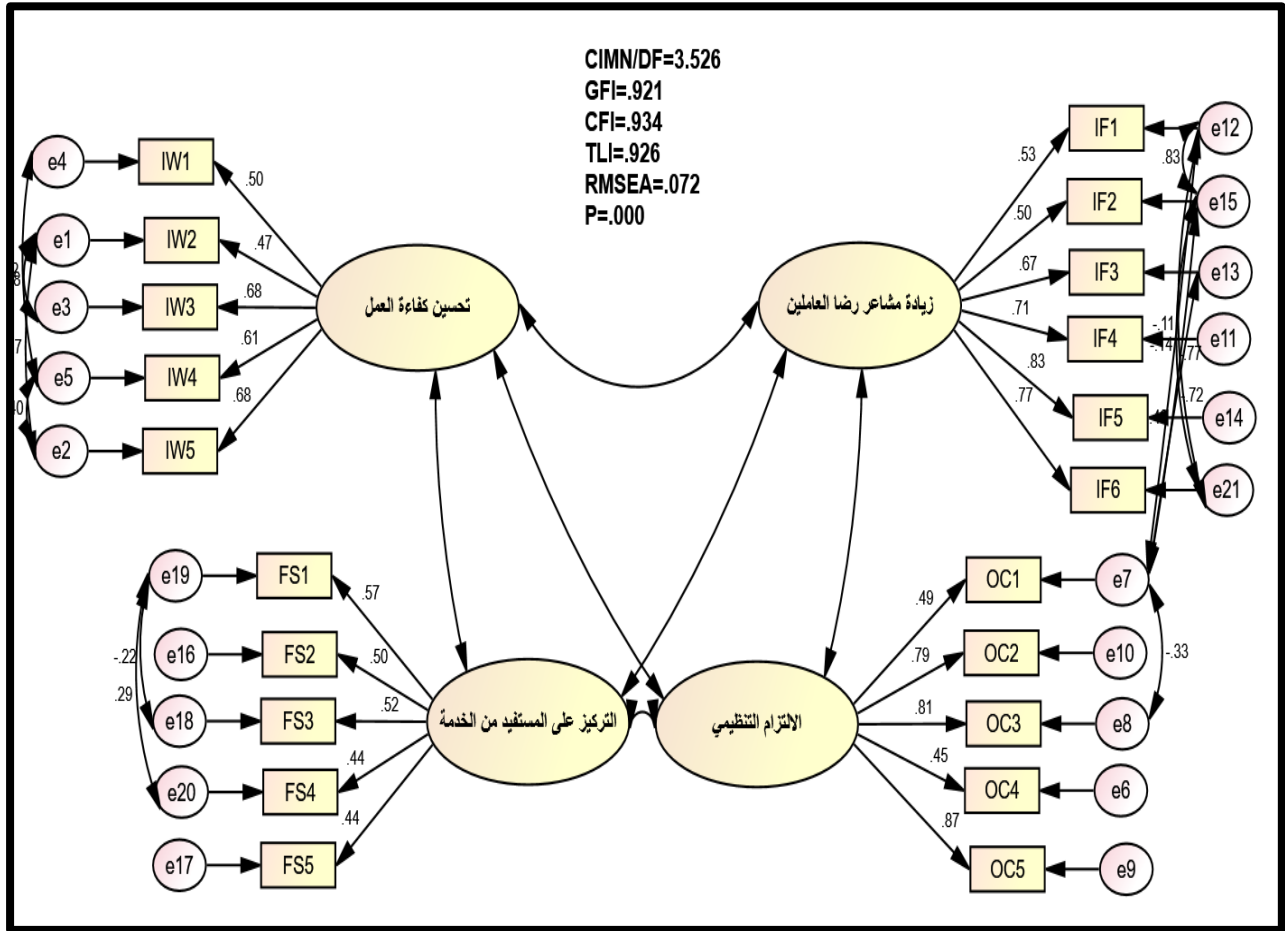 CIMN/DF=3.526
GFI=.921
CFI=.934
TLI=.926
RMSEA=.072
P=.000
e4
IW1
.50
e1
IW2
.47
e3
IW3
.68
e5
IW4
.61
e2
IW5
.68
تحسين كفاءة العمل
زيادة مشاعر رضا العاملين
.53
IF1
e12
.83
.50
IF2
e15
.67
IF3
e13
.71
IF4
e11
-.11
-.14
-.77
.83
IF5
e14
-.72
.77
IF6
e21
e19
FS1
.57
e16
FS2
.50
-.22
.29
e18
FS3
.52
e20
FS4
.44
e17
FS5
.44
التركيز على المستفيد من الخدمة
الالتزام التنظيمي
.49
OC1
e7
.79
OC2
e10
-.33
.81
OC3
e8
.45
OC4
e6
.87
OC5
e9